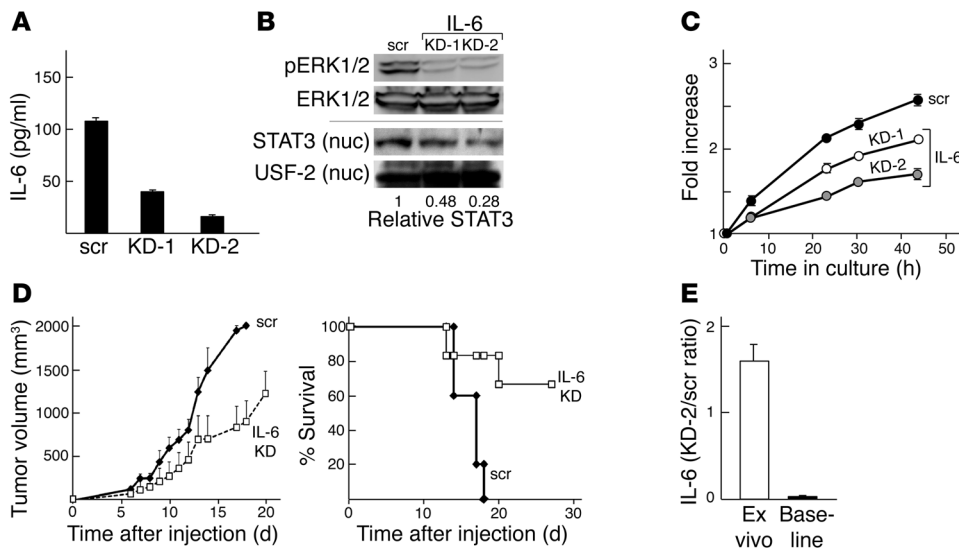 A
IL-6 (pg/ml)
150
100
50
scr KD-1 KD-2
B
IL-6
scr KD-1 KD-2
pERK1/2
ERK1/2
STAT3 (nuc)
USF-2 (nuc)
1 0.48 0.28
Relative STAT3
C
Fold increase
3
2
1
scr
KD-1
KD-2
IL-6
0 10 20 30 40 50
Time in culture (h)
D
Tumor volume (mm³)
2000
1500
1000
500
scr
IL-6
KD
0 5 10 15 20
Time after injection (d)
% Survival
100
80
60
40
20
IL-6
KD
scr
0 10 20 30
Time after injection (d)
E
IL-6 (KD-2/scr ratio)
2
1
0
Ex
vivo
Base-
line